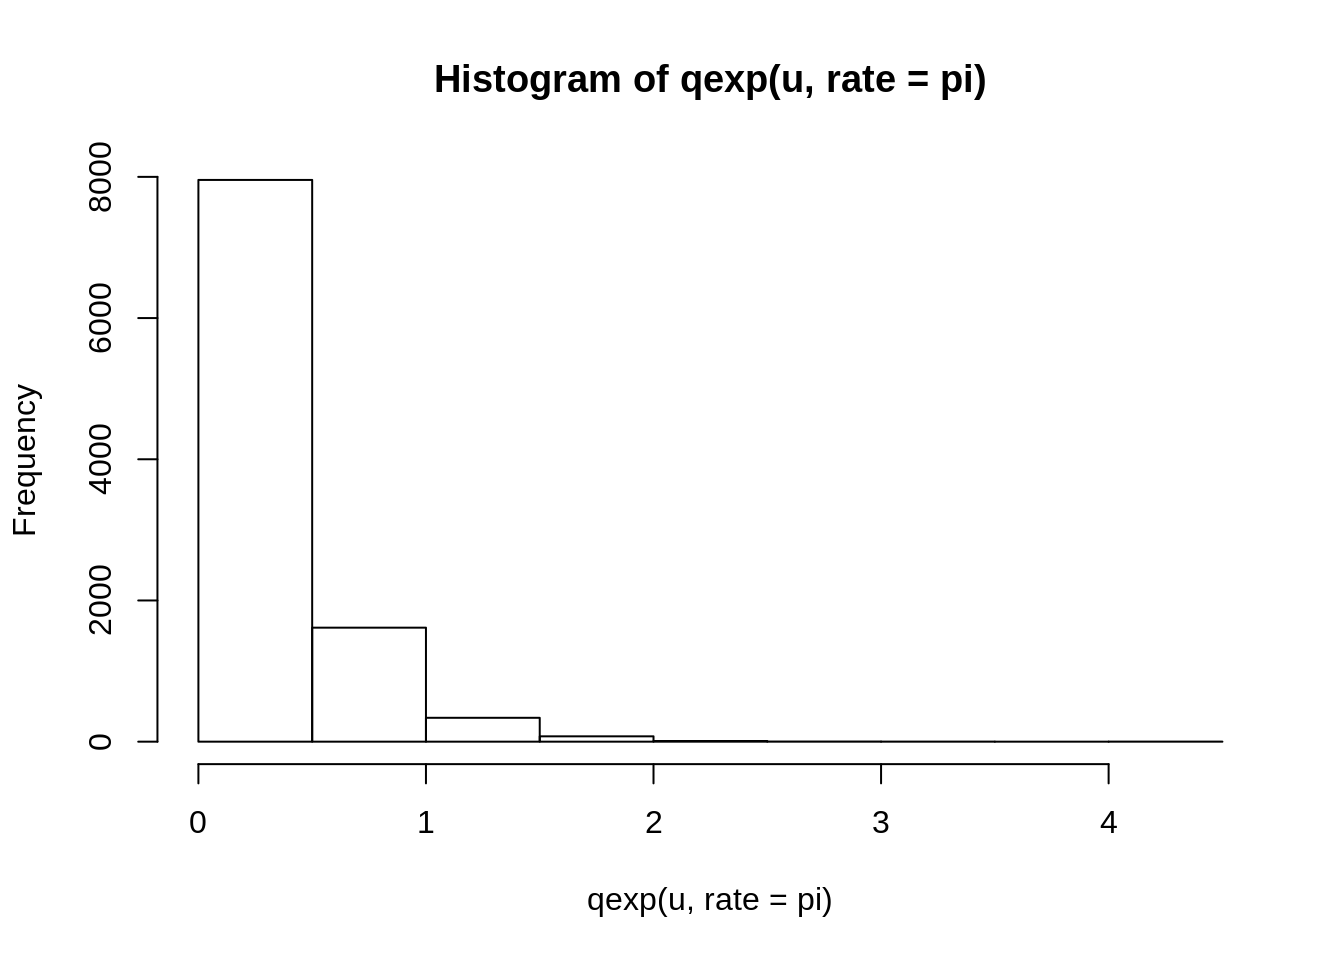 Histogram of qexp(u, rate = pi)
Frequency
8000
6000
4000
2000
0
0 1 2 3 4
qexp(u, rate = pi)